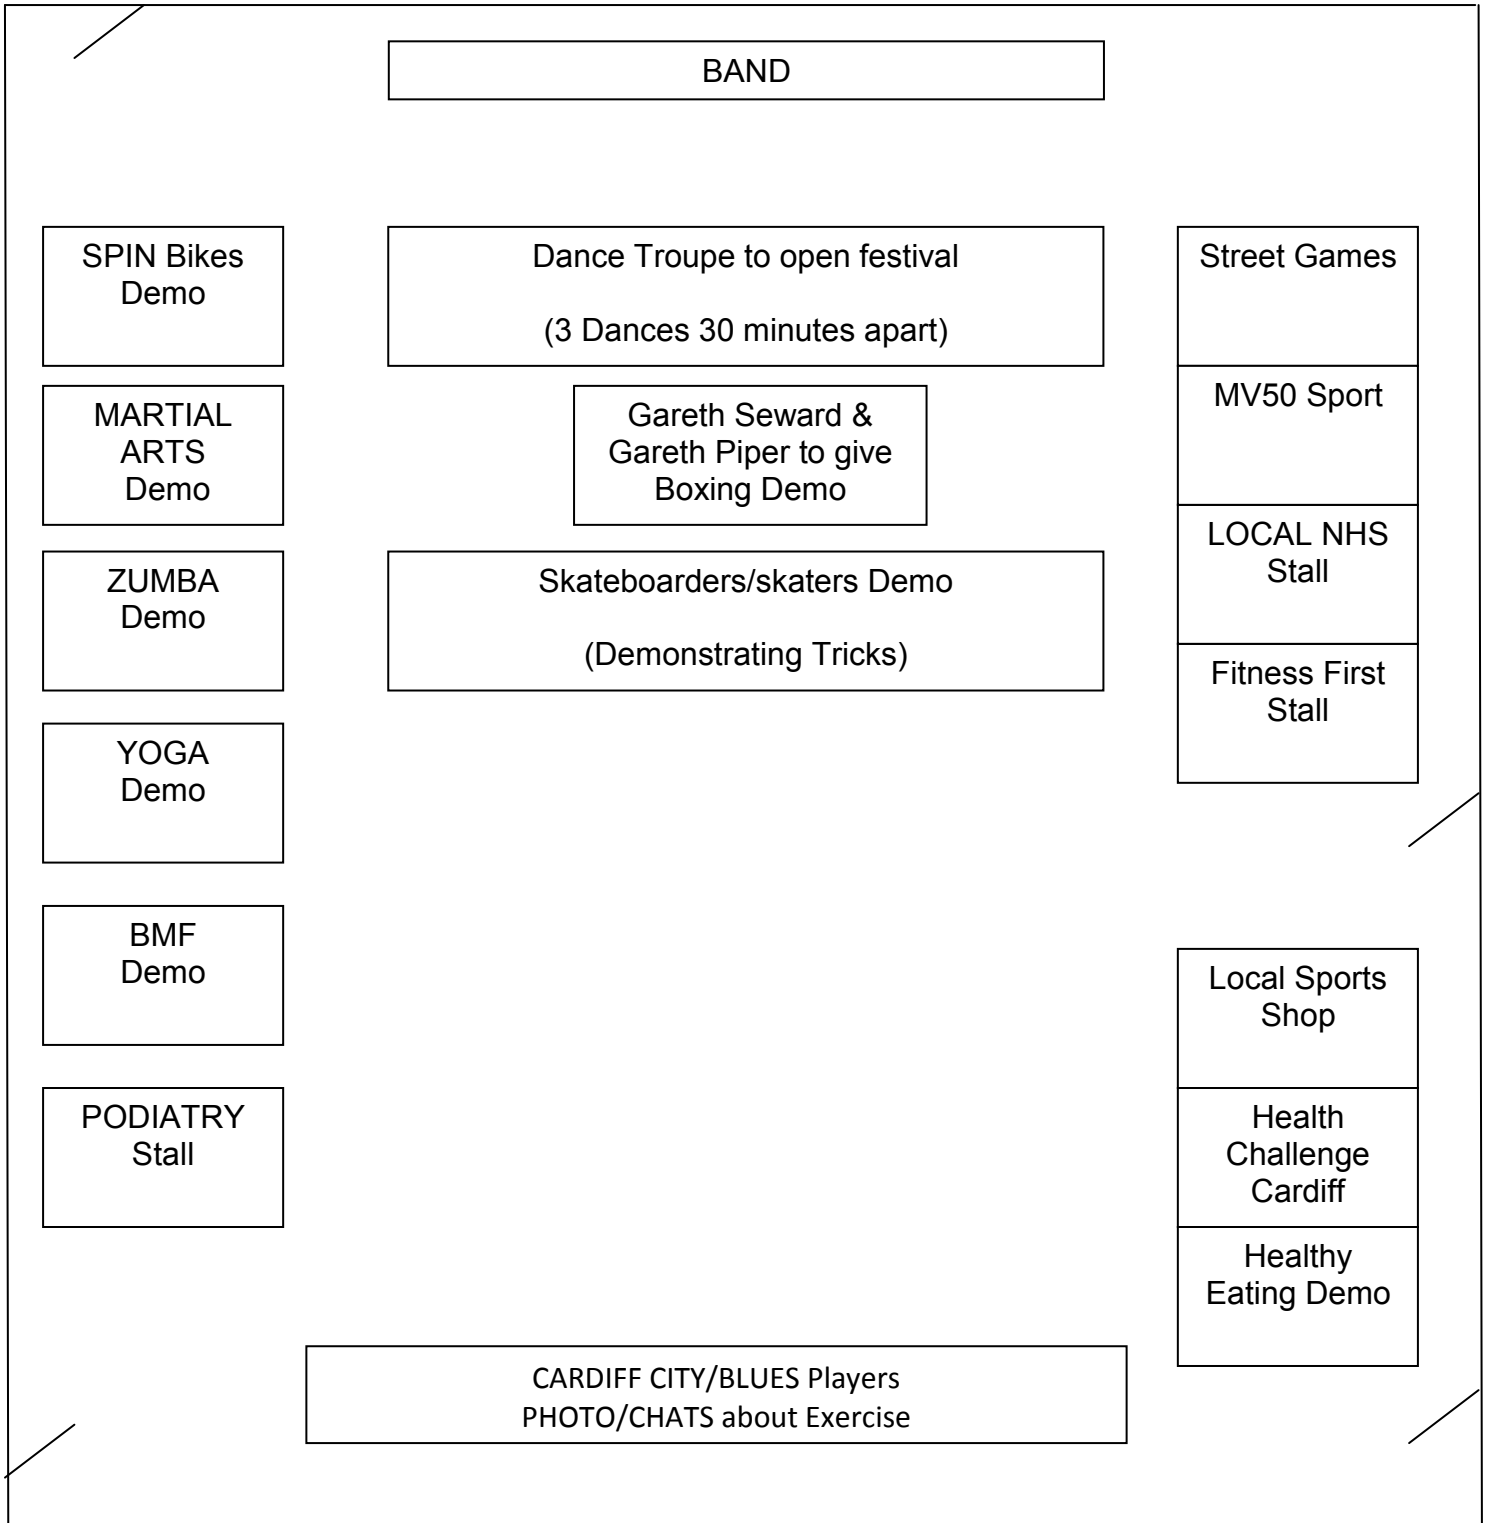 BAND
SPIN Bikes
Demo
Dance Troupe to open festival
(3 Dances 30 minutes apart)
Street Games
MARTIAL
ARTS
Demo
Gareth Seward &
Gareth Piper to give
Boxing Demo
MV50 Sport
ZUMBA
Demo
Skateboarders/skaters Demo
(Demonstrating Tricks)
LOCAL NHS
Stall
Fitness First
Stall
YOGA
Demo
BMF
Demo
Local Sports
Shop
PODIATRY
Stall
Health
Challenge
Cardiff
Healthy
Eating Demo
CARDIFF CITY/BLUES Players
PHOTO/CHATS about Exercise